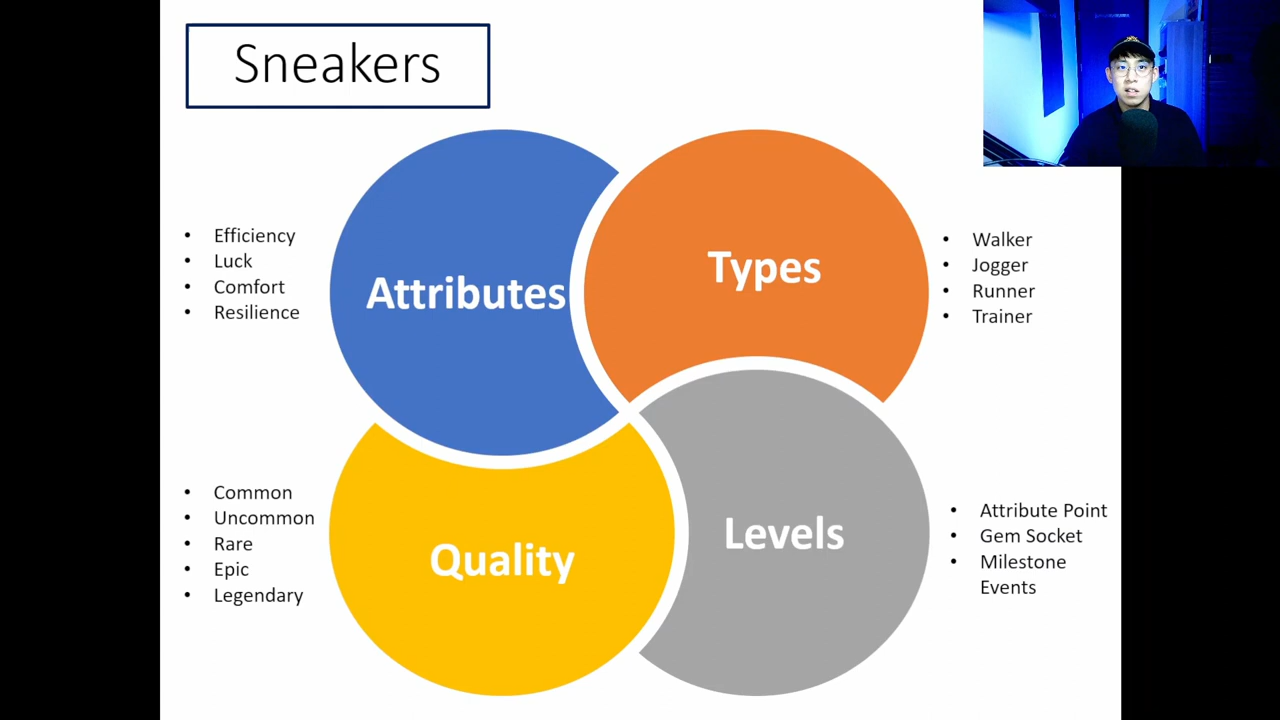 Sneakers
Attributes
Efficiency
Luck
Comfort
Resilience
Types
Walker
Jogger
Runner
Trainer
Quality
Common
Uncommon
Rare
Epic
Legendary
Levels
Attribute Point
Gem Socket
Milestone
Events